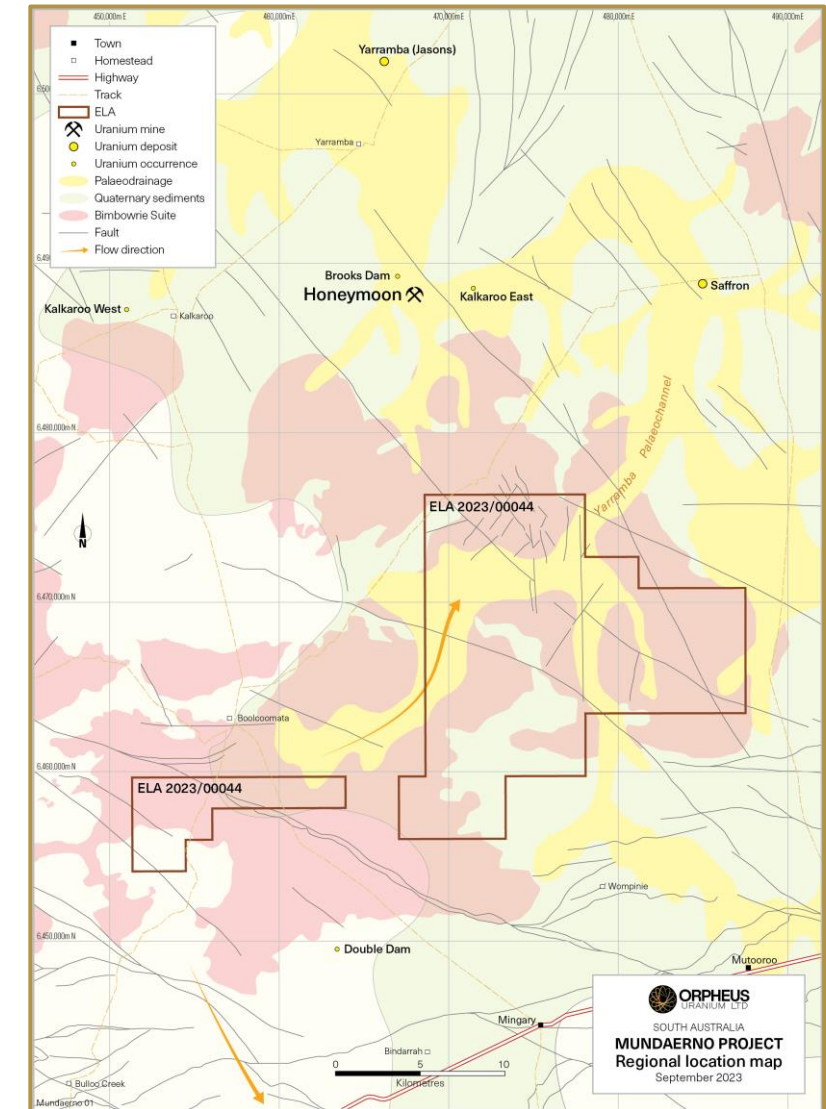 450,000m E
460,000m E
470,000m E
480,000m E
490,000m E
Town
Homestead
Highway
Track
ELA
Uranium mine
Uranium deposit
Uranium occurrence
Palaeodrainage
Quaternary sediments
Bimbowrie Suite
Fault
Flow direction
Yarramba (Jasons)
Yarramba
Brooks Dam
Honeymoon
Kalkaroo East
Saffron
Kalkaroo West
Kalkaroo
6,480,000m N
Yarramba Palaeochannel
ELA 2023/00044
N
6,470,000m N
Boolcoomata
6,460,000m N
ELA 2023/00044
Wompinie
6,450,000m N
Double Dam
Mutooroo
Mingary
Bindarrah
0 5 10
Kilometres
Bulloo Creek
Mundaerno 01
ORPHEUS
URANIUM LTD
SOUTH AUSTRALIA
MUNDAERNO PROJECT
Regional location map
September 2023